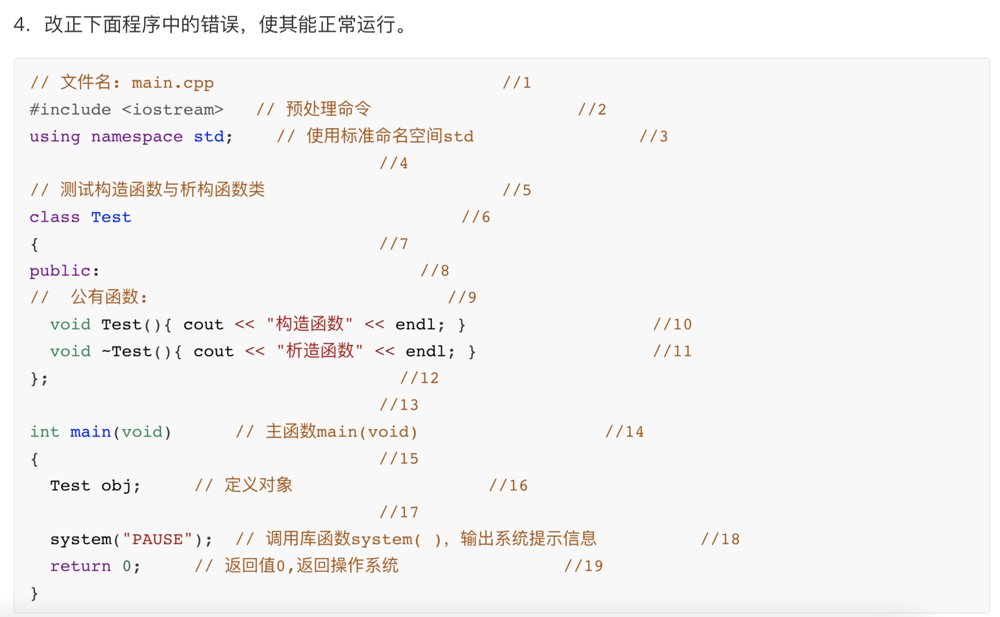 4. 改正下面程序中的错误，使其能正常运行。
// 文件名: main.cpp //1
#include <iostream> // 预处理命令 //2
using namespace std; // 使用标准命名空间std //3
//4
// 测试构造函数与析构函数类 //5
class Test //6
{ //7
public: //8
// 公有函数: //9
void Test(){ cout << "构造函数" << endl; } //10
void ~Test(){ cout << "析造函数" << endl; } //11
}; //12
//13
int main(void) // 主函数main(void) //14
{ //15
Test obj; // 定义对象 //16
//17
system("PAUSE"); // 调用库函数system( )，输出系统提示信息 //18
return 0; // 返回值0,返回操作系统 //19
}